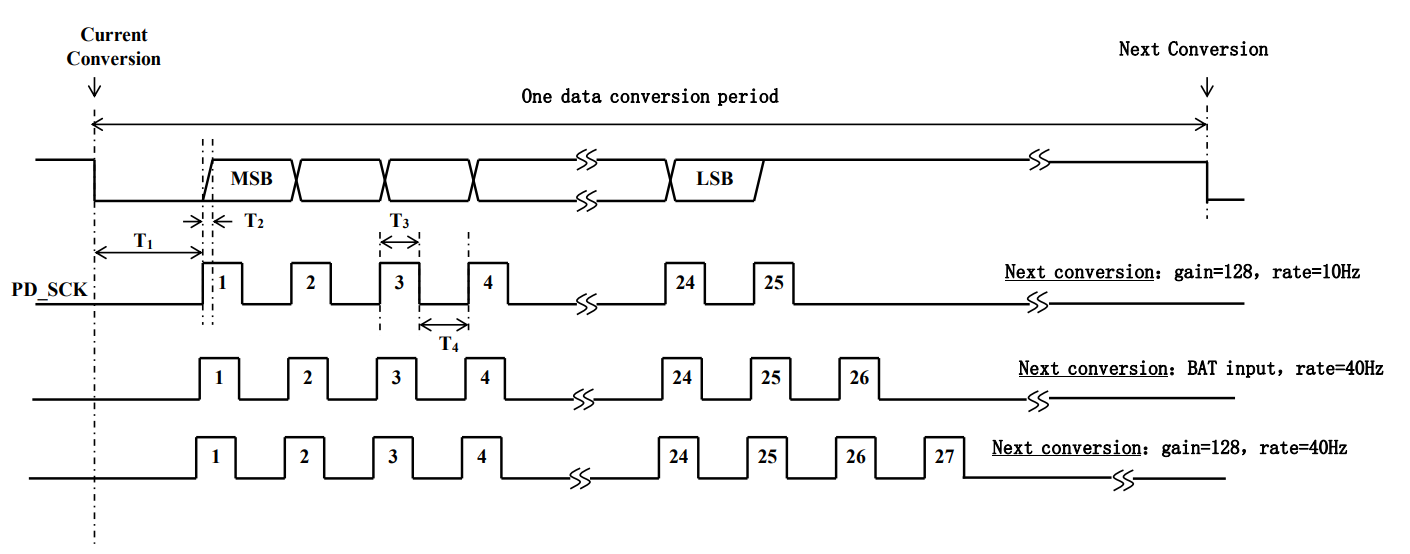 Current
Conversion
Next Conversion
One data conversion period
MSB
LSB
T2
T3
T1
1 2 3 4 24 25
Next conversion: gain=128, rate=10Hz
PD_SCK
T4
1 2 3 4 24 25 26
Next conversion: BAT input, rate=40Hz
1 2 3 4 24 25 26 27
Next conversion: gain=128, rate=40Hz